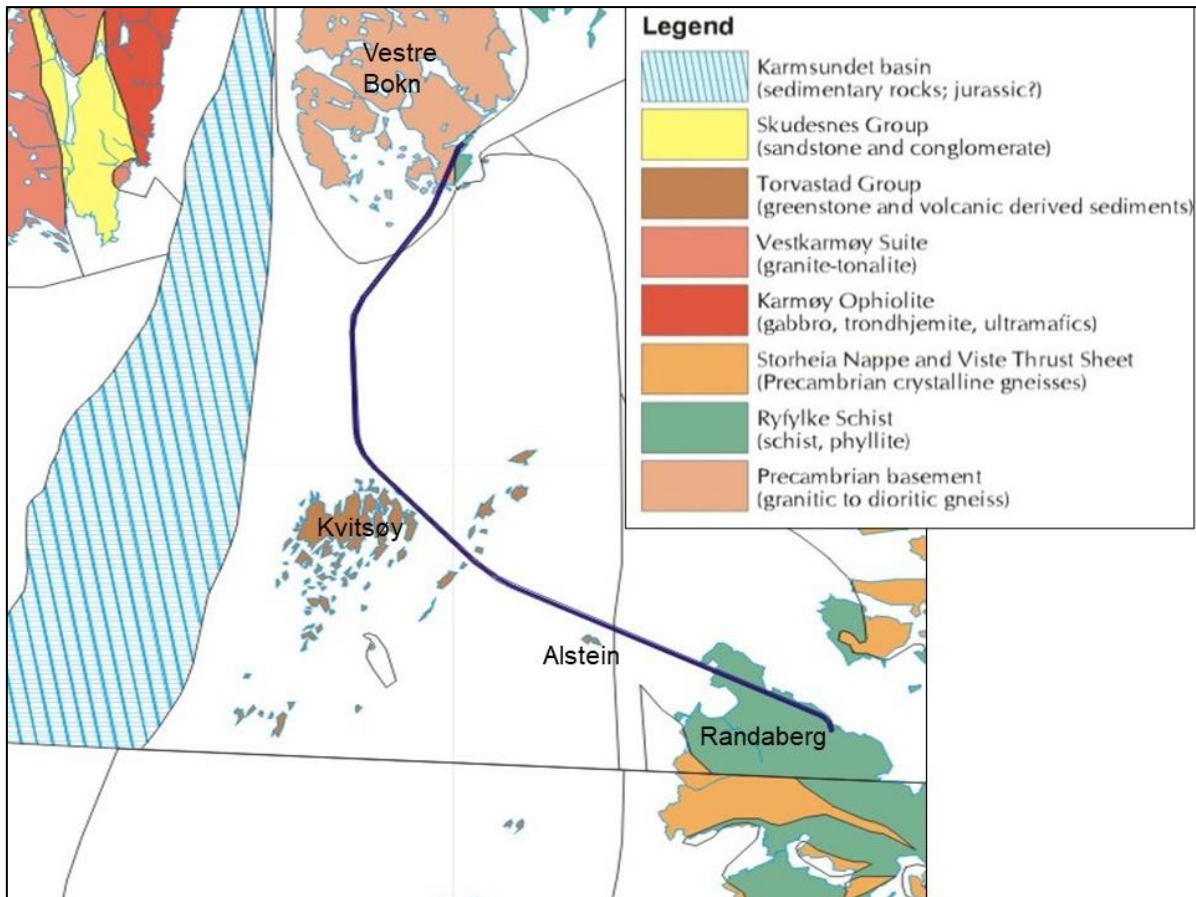 Vestre
Bokn
Kvitsøy
Alstein
Randaberg
Legend
Karmsundet basin
(sedimentary rocks; jurassic?)
Skudesnes Group
(sandstone and conglomerate)
Torvastad Group
(greenstone and volcanic derived sediments)
Vestkarmøy Suite
(granite-tonalite)
Karmøy Ophiolite
(gabbro, trondhjemite, ultramafics)
Storheia Nappe and Viste Thrust Sheet
(Precambrian crystalline gneisses)
Ryfylke Schist
(schist, phyllite)
Precambrian basement
(granitic to dioritic gneiss)